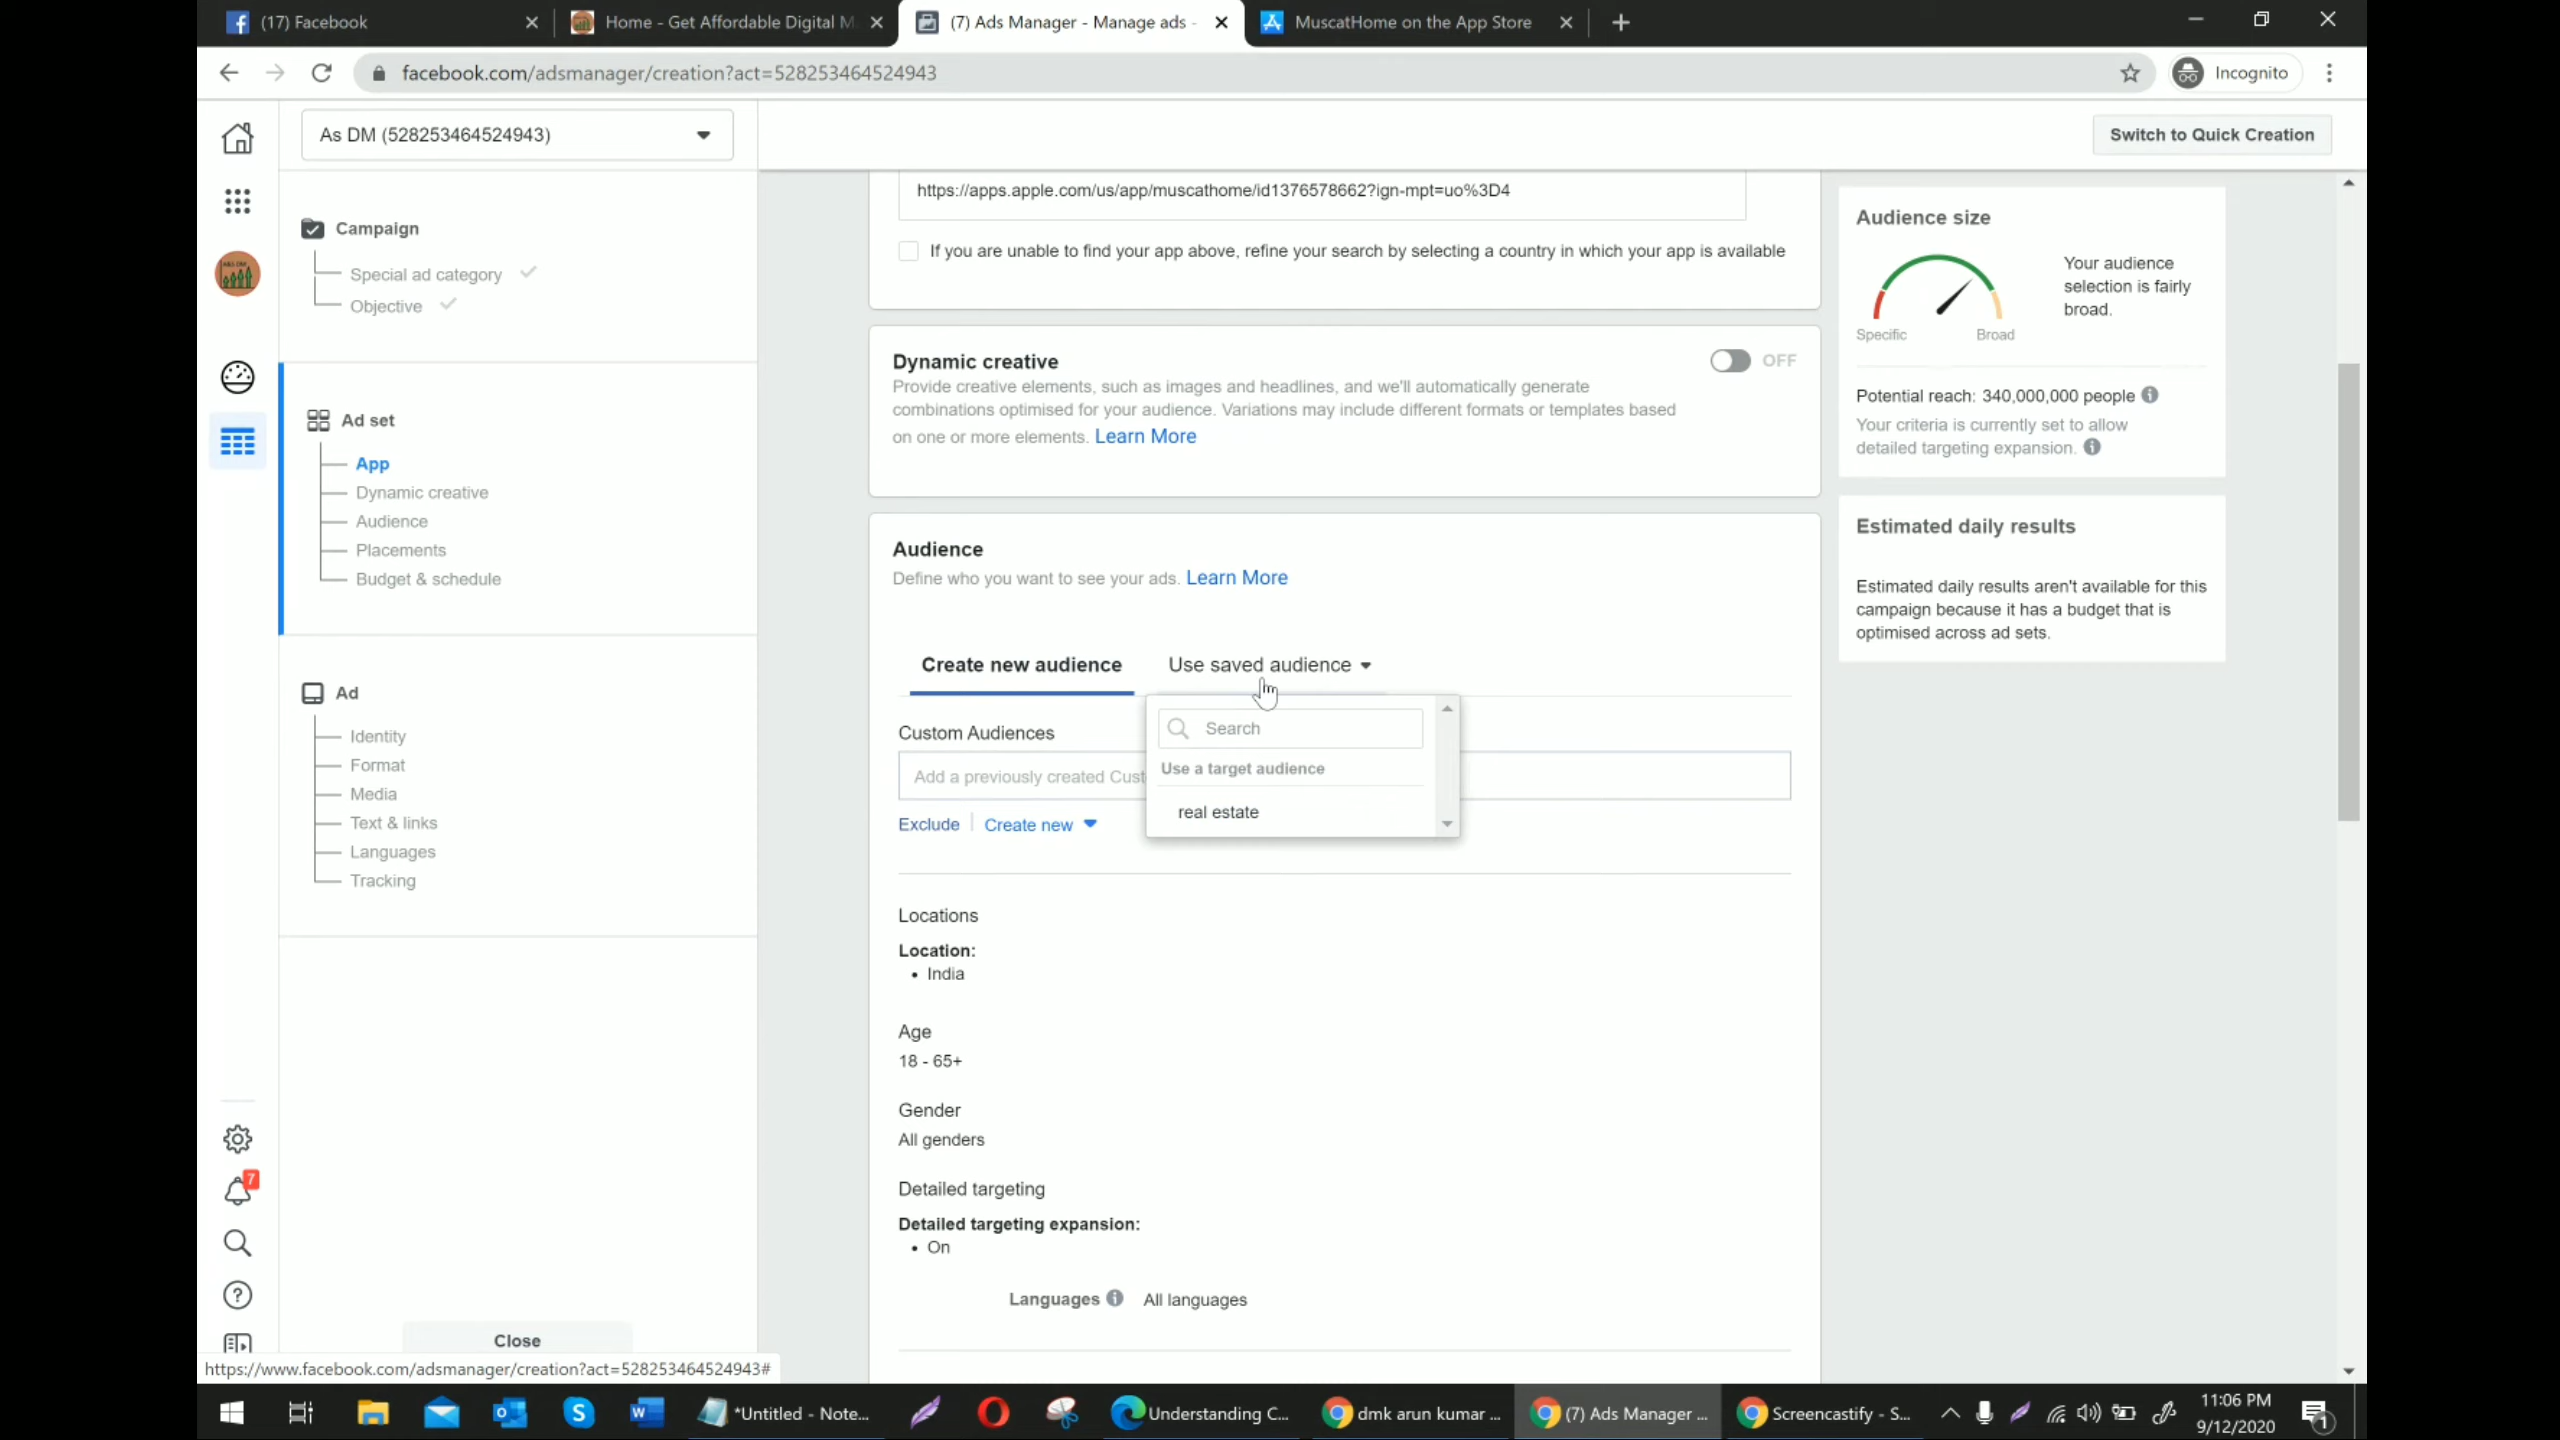 (17) Facebook
Home - Get Affordable Digital M
(7) Ads Manager - Manage ads -
MuscatHome on the App Store
facebook.com/adsmanager/creation?act=528253464524943
Incognito
As DM (528253464524943)
Switch to Quick Creation
Campaign
Special ad category
Objective
Ad set
App
Dynamic creative
Audience
Placements
Budget & schedule
Ad
Identity
Format
Media
Text & links
Languages
Tracking
7
Close
https://www.facebook.com/adsmanager/creation?act=528253464524943#
https://apps.apple.com/us/app/muscathome/id1376578662?ign-mpt=uo%3D4
If you are unable to find your app above, refine your search by selecting a country in which your app is available
Dynamic creative
OFF
Provide creative elements, such as images and headlines, and we'll automatically generate
combinations optimised for your audience. Variations may include different formats or templates based
on one or more elements. Learn More
Audience
Define who you want to see your ads. Learn More
Create new audience
Use saved audience
Search
Use a target audience
real estate
Custom Audiences
Add a previously created Cust
Exclude
Create new
Locations
Location:
• India
Age
18 - 65+
Gender
All genders
Detailed targeting
Detailed targeting expansion:
• On
Languages
All languages
Audience size
Your audience
selection is fairly
broad.
Specific
Broad
Potential reach: 340,000,000 people
Your criteria is currently set to allow
detailed targeting expansion.
Estimated daily results
Estimated daily results aren't available for this
campaign because it has a budget that is
optimised across ad sets.
*Untitled - Note...
Understanding C...
dmk arun kumar ...
(7) Ads Manager ...
Screencastify - S...
11:06 PM
9/12/2020
1